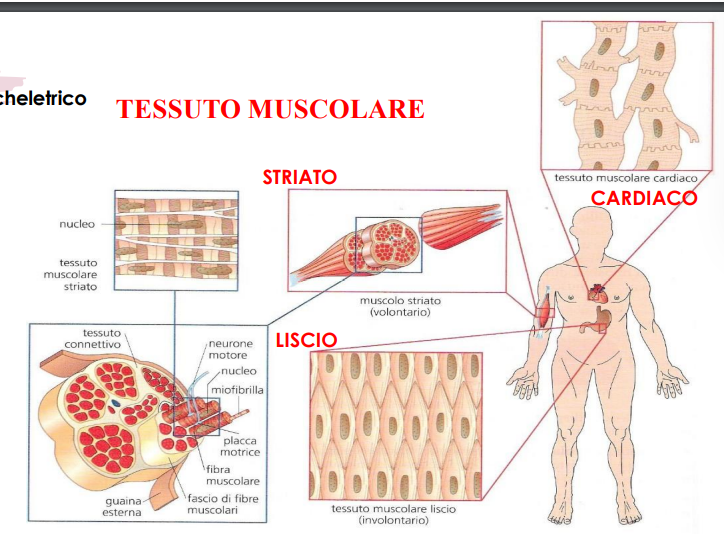 cheletrico
TESSUTO MUSCOLARE
tessuto muscolare cardiaco
CARDIACO
STRIATO
nucleo
tessuto
muscolare
striato
muscolo striato
(volontario)
LISCIO
tessuto
connettivo
neurone
motore
nucleo
miofibrilla
placca
motrice
fibra
muscolare
guaina
esterna
fascio di fibre
muscolari
tessuto muscolare liscio
(involontario)